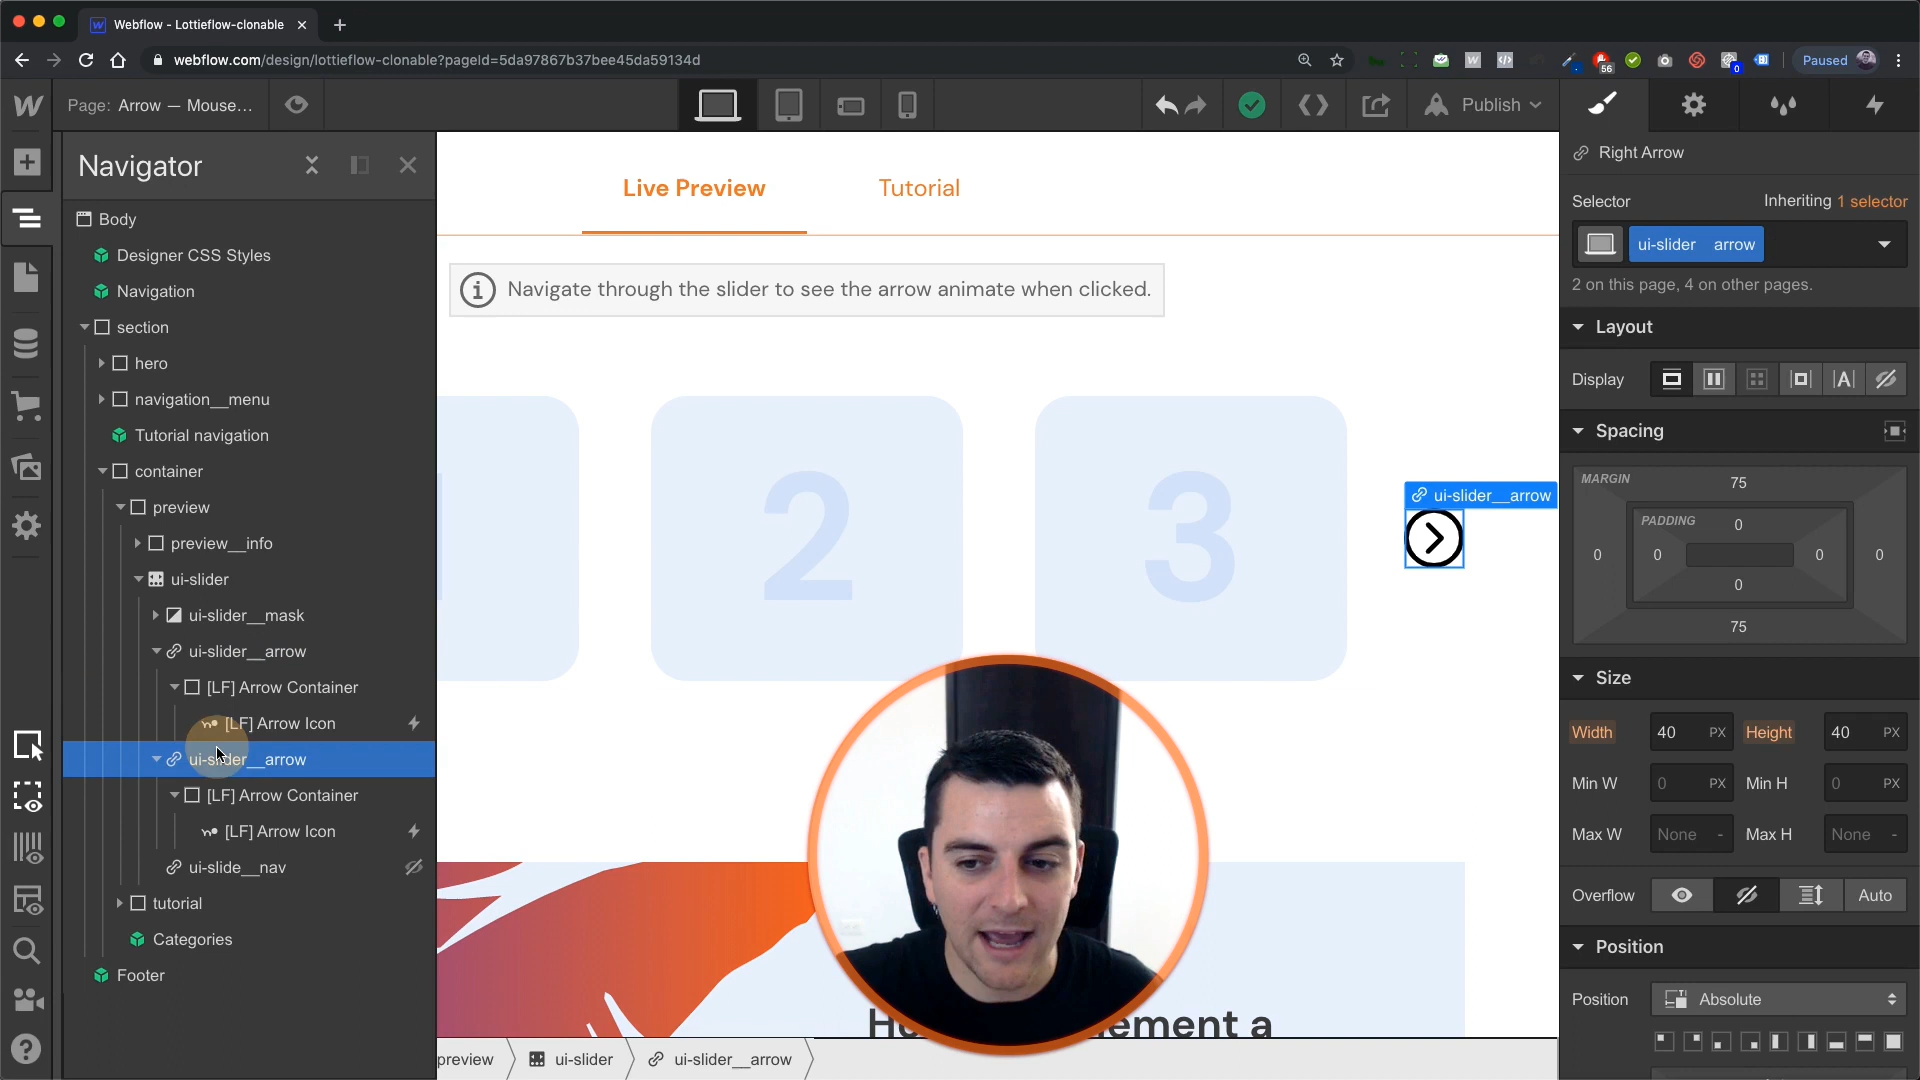 Webflow - Lottieflow-clonable
webflow.com/design/lottieflow-clonable?pageId=5da97867b37bee45da59134d
56
0
Paused
Page: Arrow — Mouse...
Publish
Navigator
Body
Designer CSS Styles
Navigation
section
hero
navigation__menu
Tutorial navigation
container
preview
preview__info
ui-slider
ui-slider__mask
ui-slider__arrow
[LF] Arrow Container
[LF] Arrow Icon
ui-slider__arrow
[LF] Arrow Container
[LF] Arrow Icon
ui-slide__nav
tutorial
Categories
Footer
Live Preview
Tutorial
Navigate through the slider to see the arrow animate when clicked.
2
3
ui-slider__arrow
preview
ui-slider
ui-slider__arrow
Right Arrow
Selector
Inheriting 1 selector
ui-slider arrow
2 on this page, 4 on other pages.
Layout
Display
Spacing
MARGIN
75
PADDING
0
0 0 0 0
0
75
Size
Width 40 PX Height 40 PX
Min W 0 PX Min H 0 PX
Max W None - Max H None -
Overflow Auto
Position
Position Absolute